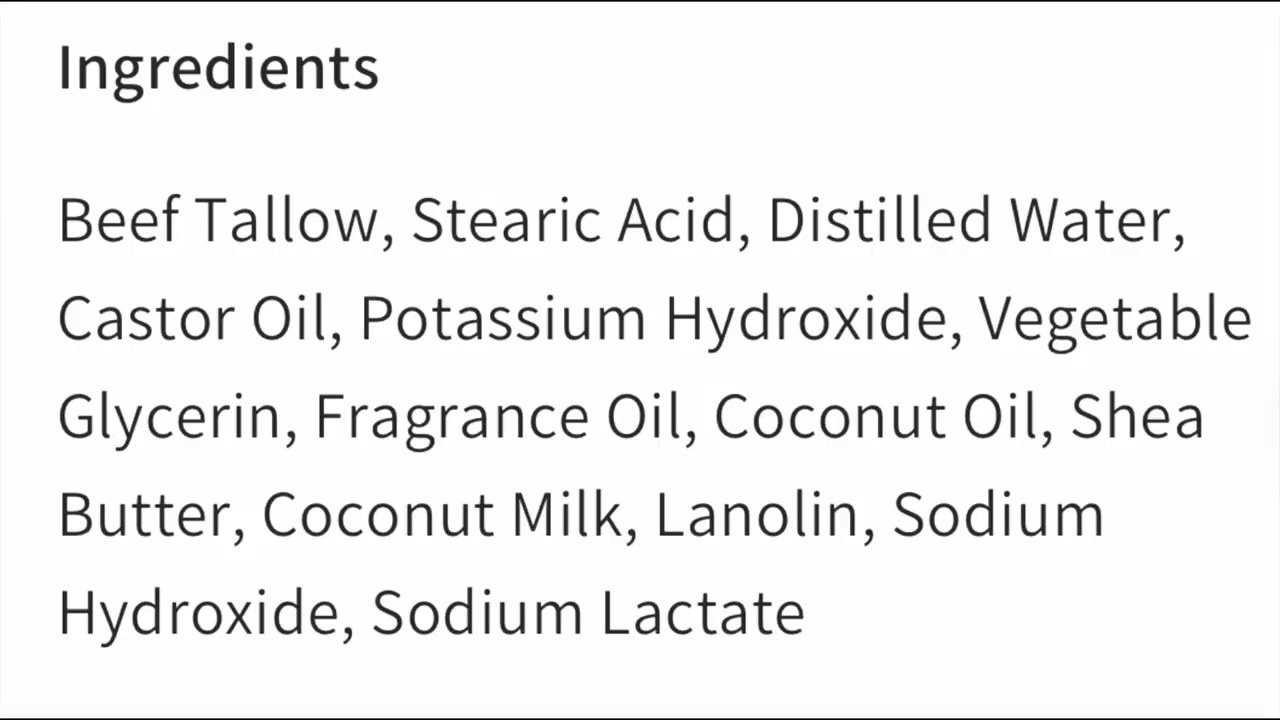 Ingredients
Beef Tallow, Stearic Acid, Distilled Water,
Castor Oil, Potassium Hydroxide, Vegetable
Glycerin, Fragrance Oil, Coconut Oil, Shea
Butter, Coconut Milk, Lanolin, Sodium
Hydroxide, Sodium Lactate